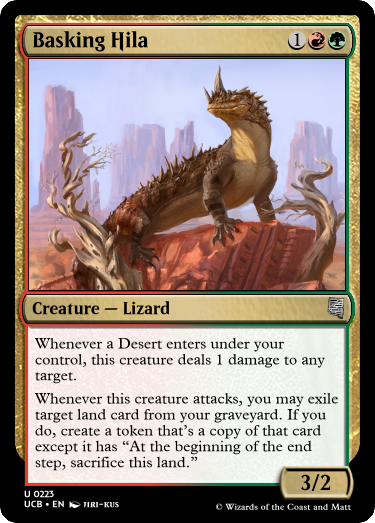 Basking Hila
1
Creature — Lizard
Whenever a Desert enters under your
control, this creature deals 1 damage to any
target.
Whenever this creature attacks, you may exile
target land card from your graveyard. If you
do, create a token that's a copy of that card
except it has “At the beginning of the end
step, sacrifice this land.”
3/2
U 0223
UCB • EN JIRI-KUS
© Wizards of the Coast and Matt